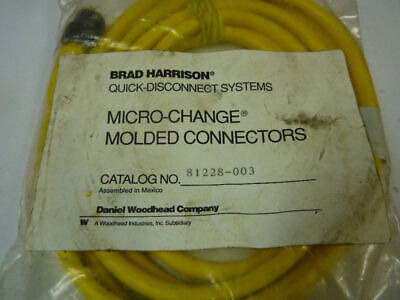 BRAD HARRISON®
QUICK-DISCONNECT SYSTEMS
MICRO-CHANGE®
MOLDED CONNECTORS
CATALOG NO. 81228-003
Assembled in Mexico
Daniel Woodhead Company
W A Woodhead Industries, Inc. Subsidiary